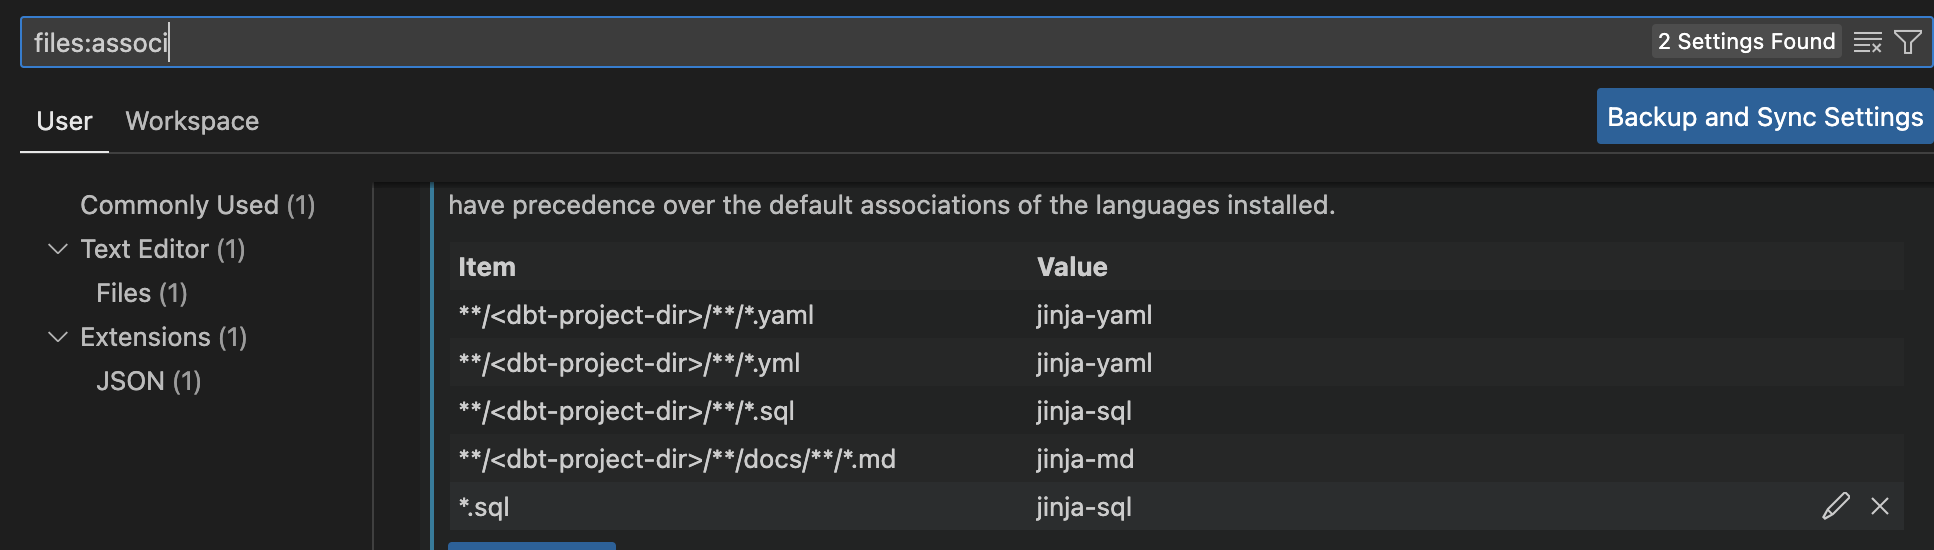 files:associ
2 Settings Found
User Workspace
Backup and Sync Settings
Commonly Used (1)
Text Editor (1)
Files (1)
Extensions (1)
JSON (1)
have precedence over the default associations of the languages installed.
Item Value
**/<dbt-project-dir>/**/*.yaml jinja-yaml
**/<dbt-project-dir>/**/*.yml jinja-yaml
**/<dbt-project-dir>/**/*.sql jinja-sql
**/<dbt-project-dir>/**/docs/**/*.md jinja-md
*.sql jinja-sql